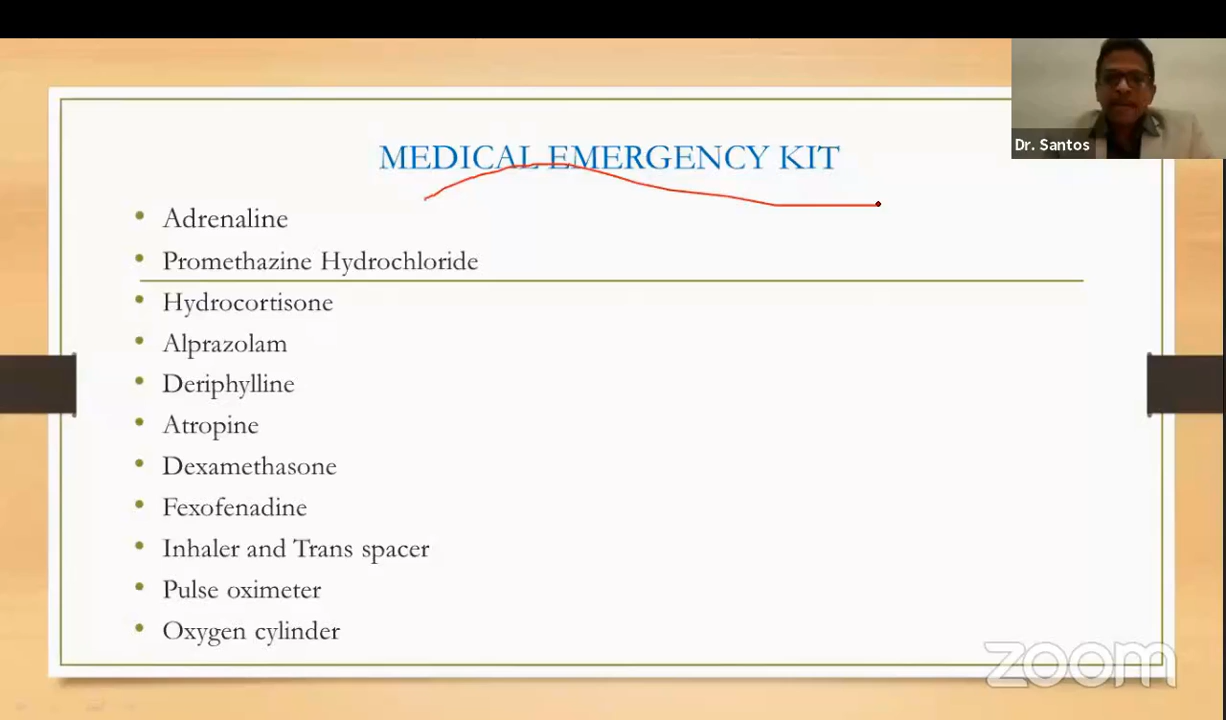 Dr. Santos
MEDICAL EMERGENCY KIT
• Adrenaline
• Promethazine Hydrochloride
• Hydrocortisone
• Alprazolam
• Deriphylline
• Atropine
• Dexamethasone
• Fexofenadine
• Inhaler and Trans spacer
• Pulse oximeter
• Oxygen cylinder
zoom